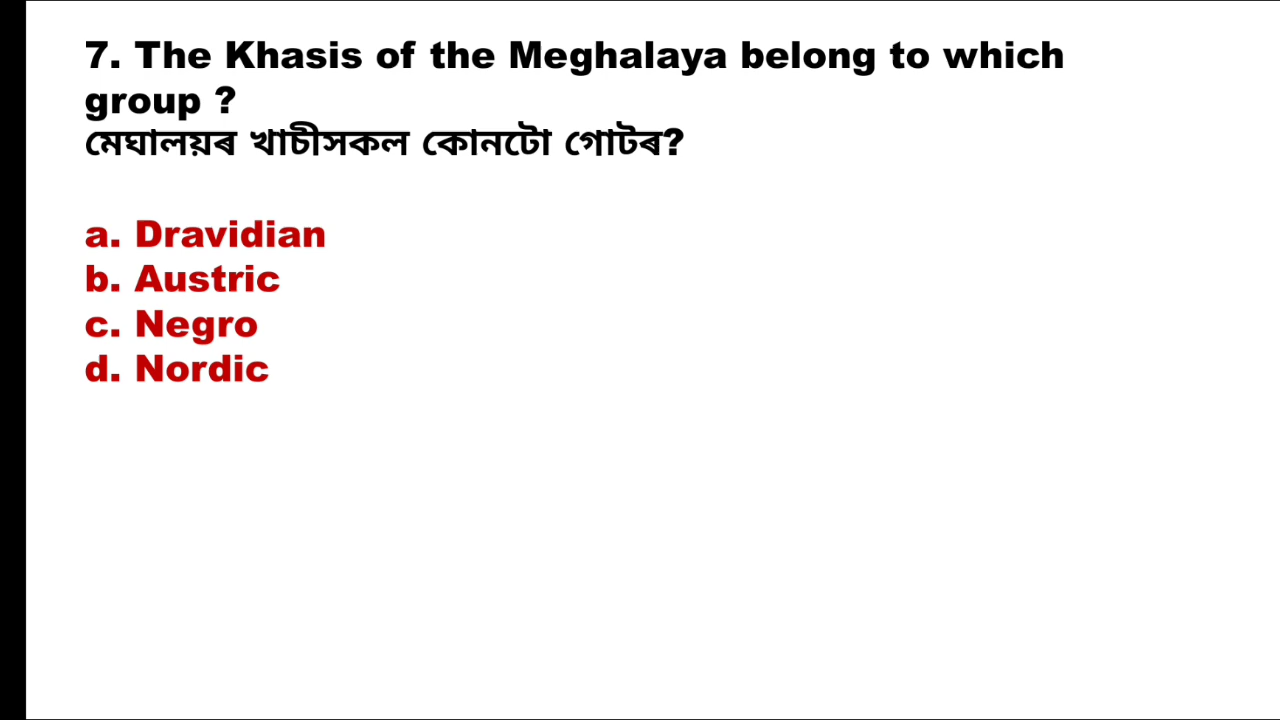 7. The Khasis of the Meghalaya belong to which
group ?
মেঘালয়ৰ খাচীসকল কোনটো গোটৰ?
a. Dravidian
b. Austric
c. Negro
d. Nordic